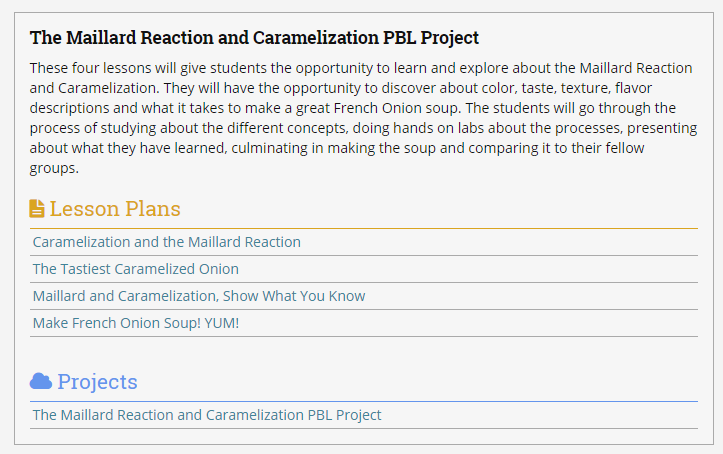 The Maillard Reaction and Caramelization PBL Project
These four lessons will give students the opportunity to learn and explore about the Maillard Reaction
and Caramelization. They will have the opportunity to discover about color, taste, texture, flavor
descriptions and what it takes to make a great French Onion soup. The students will go through the
process of studying about the different concepts, doing hands on labs about the processes, presenting
about what they have learned, culminating in making the soup and comparing it to their fellow
groups.
Lesson Plans
Caramelization and the Maillard Reaction
The Tastiest Caramelized Onion
Maillard and Caramelization, Show What You Know
Make French Onion Soup! YUM!
Projects
The Maillard Reaction and Caramelization PBL Project